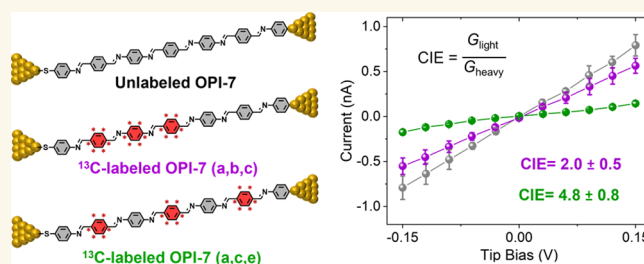 Unlabeled OPI-7
¹³C-labeled OPI-7 (a,b,c)
¹³C-labeled OPI-7 (a,c,e)
S
N
N
N
N
N
N
S
N
N
N
N
N
N
S
N
N
N
N
N
N
Current (nA)
1.0
0.5
0.0
-0.5
-1.0
CIE = G_light / G_heavy
CIE= 2.0 ± 0.5
CIE= 4.8 ± 0.8
-0.15 0.00 0.15
Tip Bias (V)